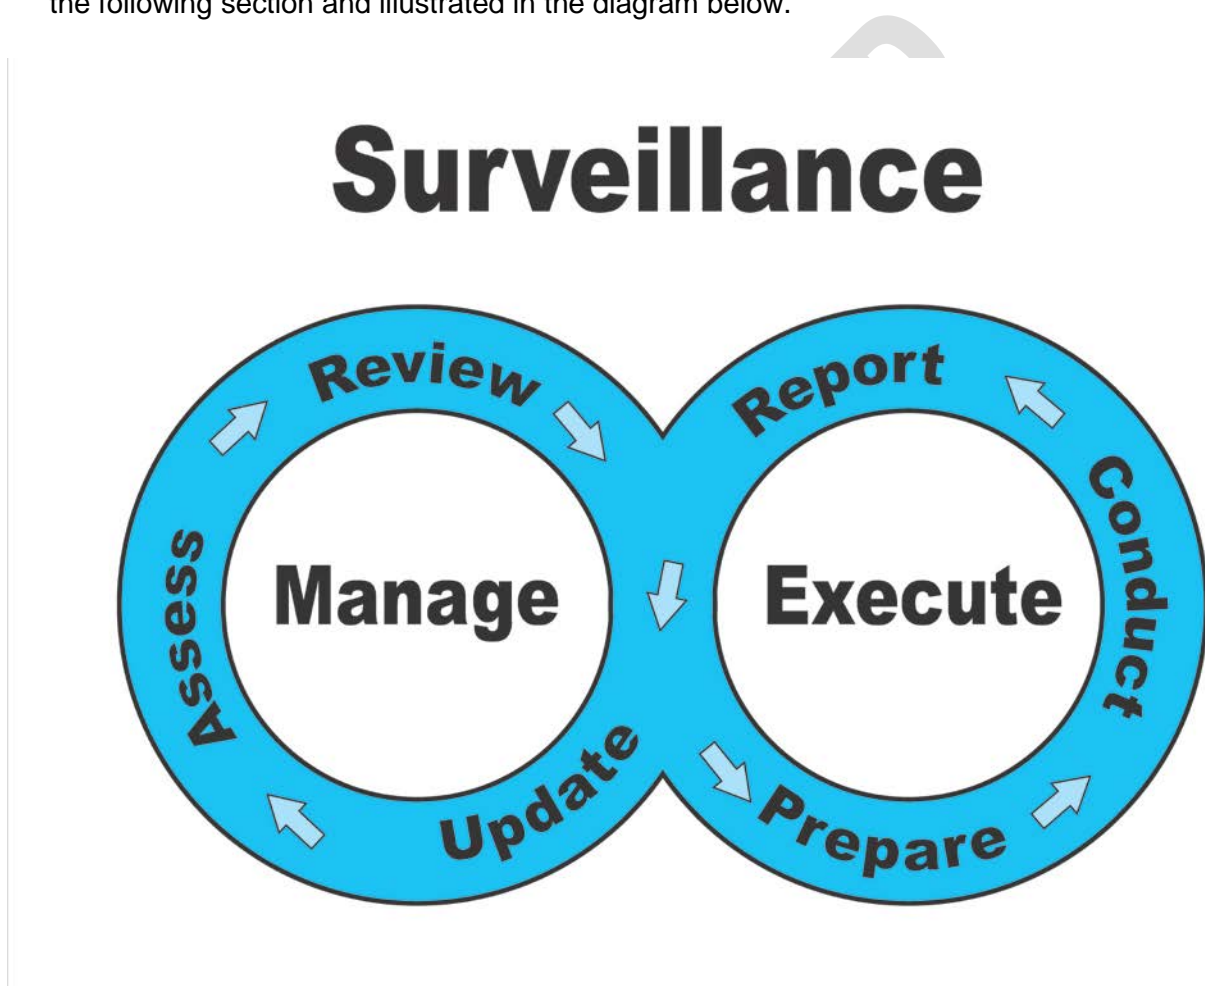 the following section and illustrated in the diagram below.
Surveillance
Review
Report
Assess
Manage
Execute
Conduct
Update
Prepare